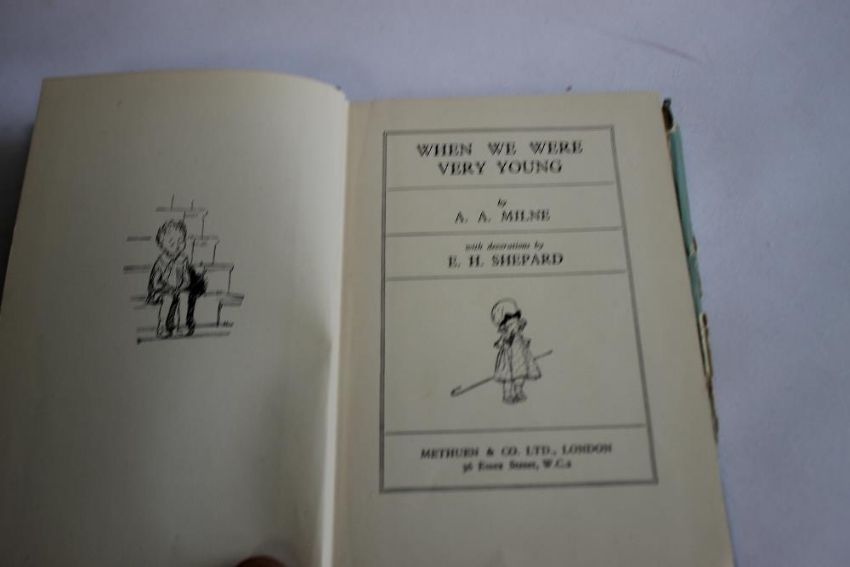 WHEN WE WERE
VERY YOUNG
by
A. A. MILNE
with decorations by
E. H. SHEPARD
METHUEN & CO. LTD., LONDON
36 Essex Street, W.C.2